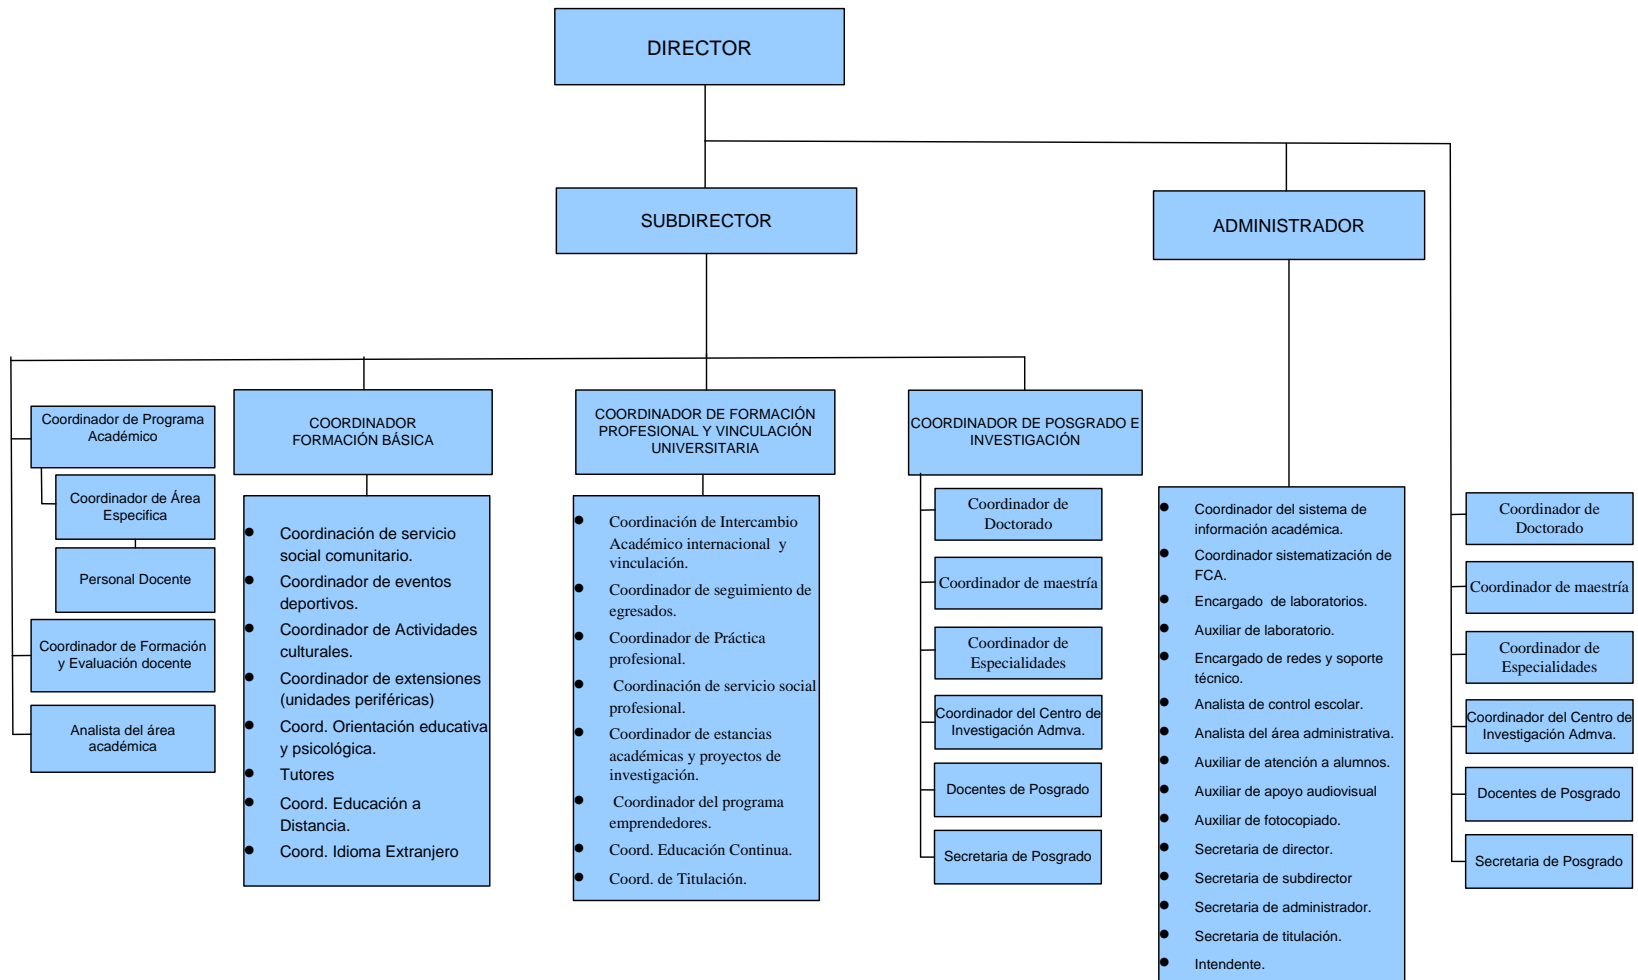 DIRECTOR
SUBDIRECTOR
ADMINISTRADOR
Coordinador de Programa
Académico
Coordinador de Área
Especifica
Personal Docente
Coordinador de Formación
y Evaluación docente
Analista del área
académica
COORDINADOR
FORMACIÓN BÁSICA
● Coordinación de servicio
social comunitario.
● Coordinador de eventos
deportivos.
● Coordinador de Actividades
culturales.
● Coordinador de extensiones
(unidades periféricas)
● Coord. Orientación educativa
y psicológica.
● Tutores
● Coord. Educación a
Distancia.
● Coord. Idioma Extranjero
COORDINADOR DE FORMACIÓN
PROFESIONAL Y VINCULACIÓN
UNIVERSITARIA
● Coordinación de Intercambio
Académico internacional y
vinculación.
● Coordinador de seguimiento de
egresados.
● Coordinador de Práctica
profesional.
● Coordinación de servicio social
profesional.
● Coordinador de estancias
académicas y proyectos de
investigación.
● Coordinador del programa
emprendedores.
● Coord. Educación Continua.
● Coord. de Titulación.
COORDINADOR DE POSGRADO E
INVESTIGACIÓN
Coordinador de
Doctorado
Coordinador de maestría
Coordinador de
Especialidades
Coordinador del Centro de
Investigación Admva.
Docentes de Posgrado
Secretaria de Posgrado
● Coordinador del sistema de
información académica.
● Coordinador sistematización de
FCA.
● Encargado de laboratorios.
● Auxiliar de laboratorio.
● Encargado de redes y soporte
técnico.
● Analista de control escolar.
● Analista del área administrativa.
● Auxiliar de atención a alumnos.
● Auxiliar de apoyo audiovisual
● Auxiliar de fotocopiado.
● Secretaria de director.
● Secretaria de subdirector
● Secretaria de administrador.
● Secretaria de titulación.
● Intendente.
Coordinador de
Doctorado
Coordinador de maestría
Coordinador de
Especialidades
Coordinador del Centro de
Investigación Admva.
Docentes de Posgrado
Secretaria de Posgrado